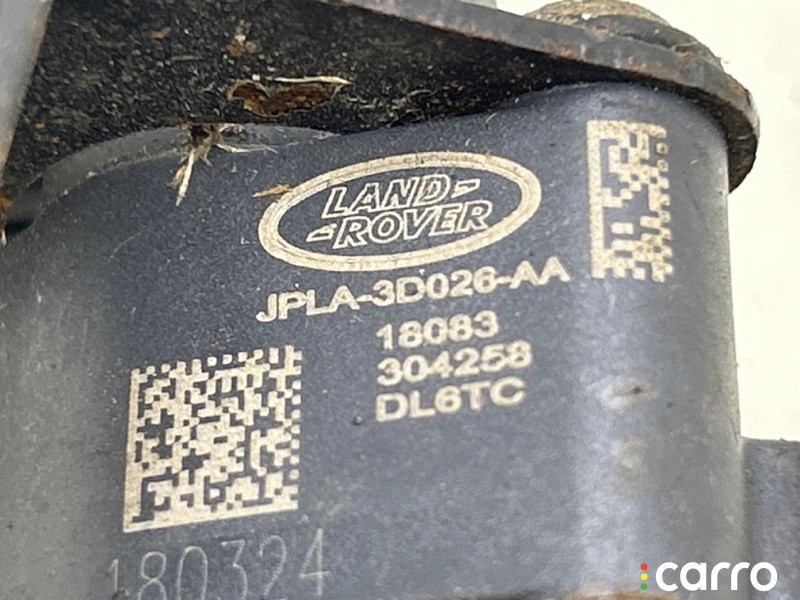 LAND-
-ROVER
JPLA-3D026-AA
18083
304258
DL6TC
180324
carro